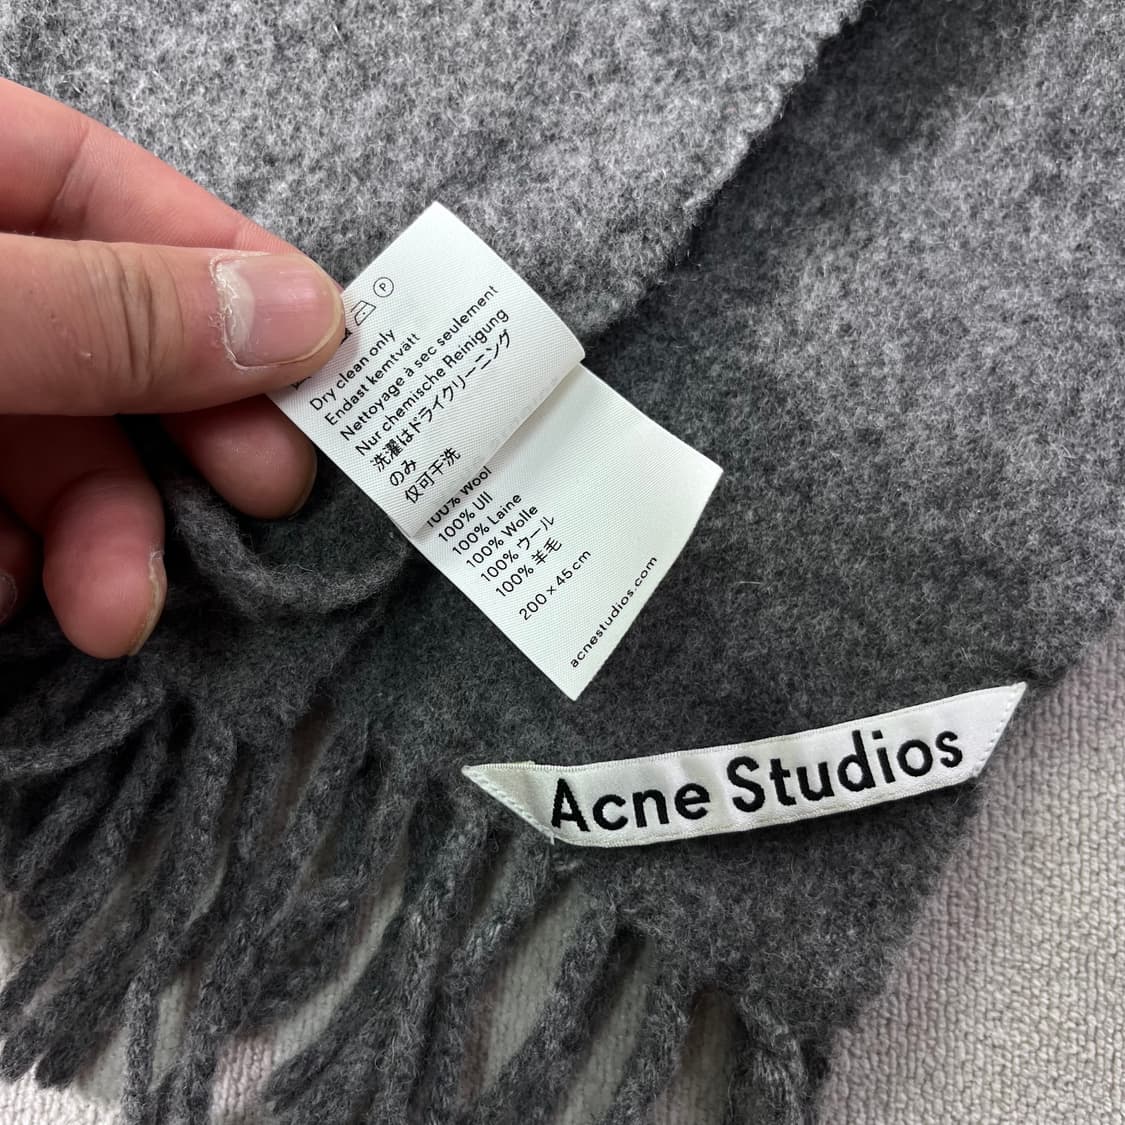 P
Dry clean only
Endast kemtvätt
Nettoyage à sec seulement
Nur chemische Reinigung
洗濯はドライクリーニング
のみ
仅可干洗
100% Wool
100% Ull
100% Laine
100% Wolle
100% ウール
100% 羊毛
200 × 45 cm
acnestudios.com
Acne Studios